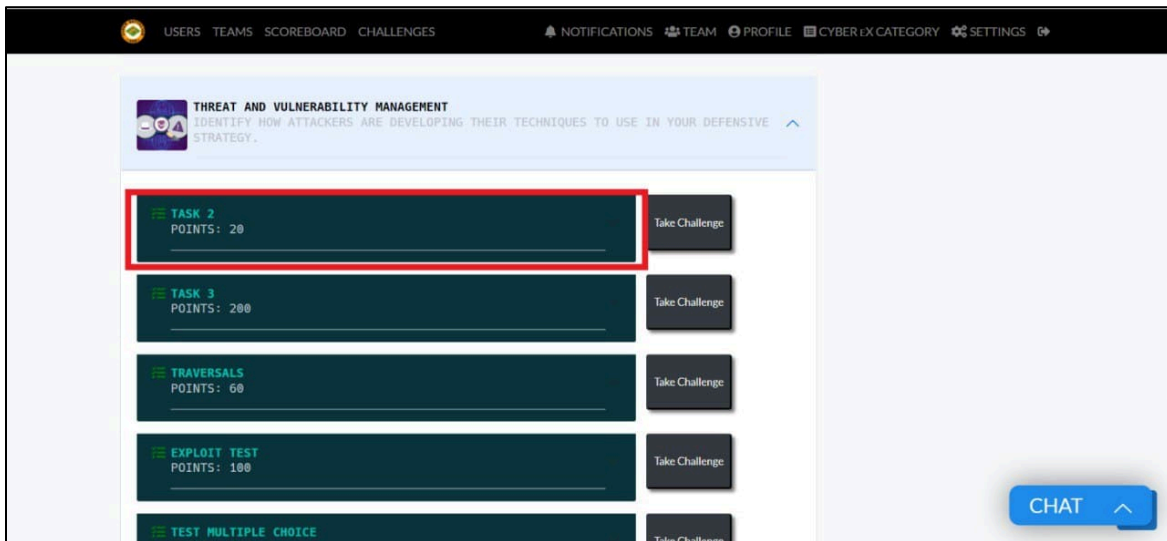 USERS TEAMS SCOREBOARD CHALLENGES NOTIFICATIONS TEAM PROFILE CYBER EX CATEGORY SETTINGS
THREAT AND VULNERABILITY MANAGEMENT
IDENTIFY HOW ATTACKERS ARE DEVELOPING THEIR TECHNIQUES TO USE IN YOUR DEFENSIVE
STRATEGY.
TASK 2
POINTS: 20
Take Challenge
TASK 3
POINTS: 200
Take Challenge
TRAVERSALS
POINTS: 60
Take Challenge
EXPLOIT TEST
POINTS: 100
Take Challenge
TEST MULTIPLE CHOICE
Take Challenge
CHAT